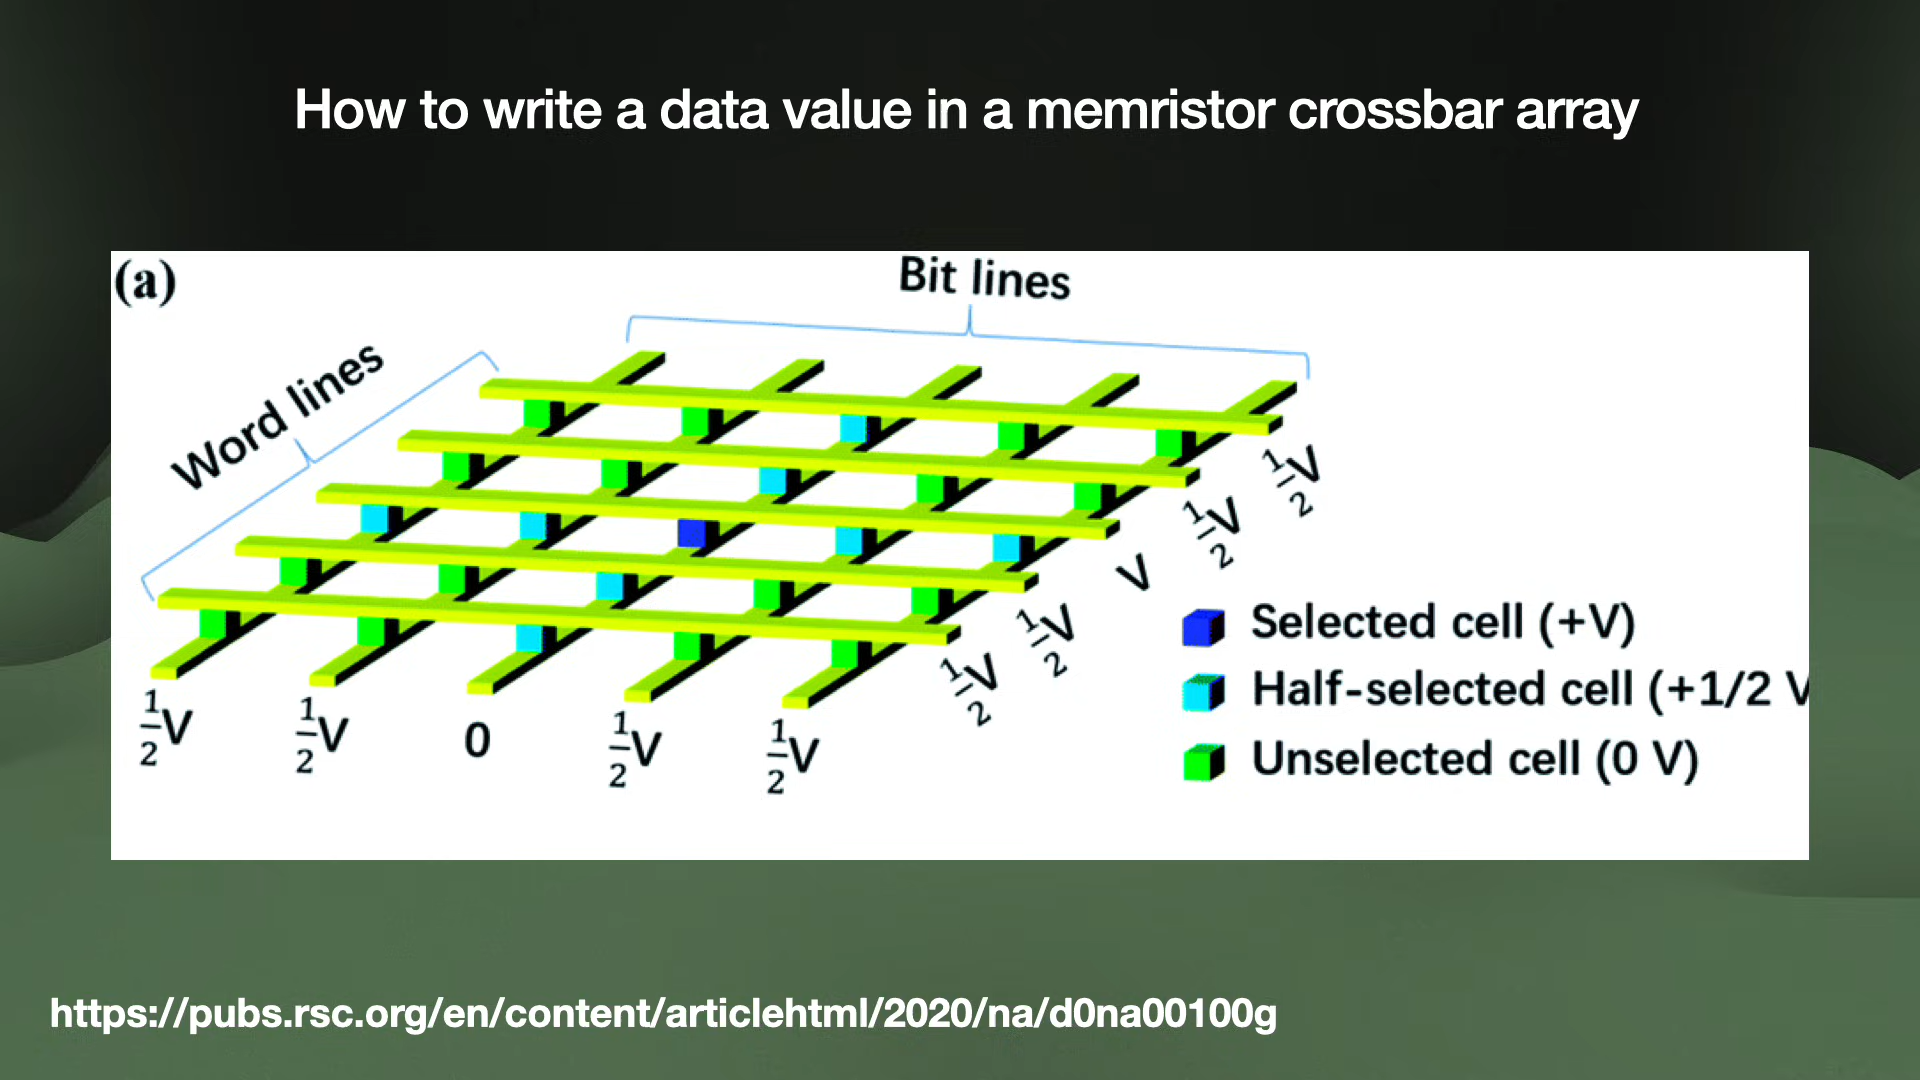 How to write a data value in a memristor crossbar array
(a)
Bit lines
Word lines
½V
½V
V
½V
½V
½V
½V
0
½V
½V
Selected cell (+V)
Half-selected cell (+1/2 V
Unselected cell (0 V)
https://pubs.rsc.org/en/content/articlehtml/2020/na/d0na00100g